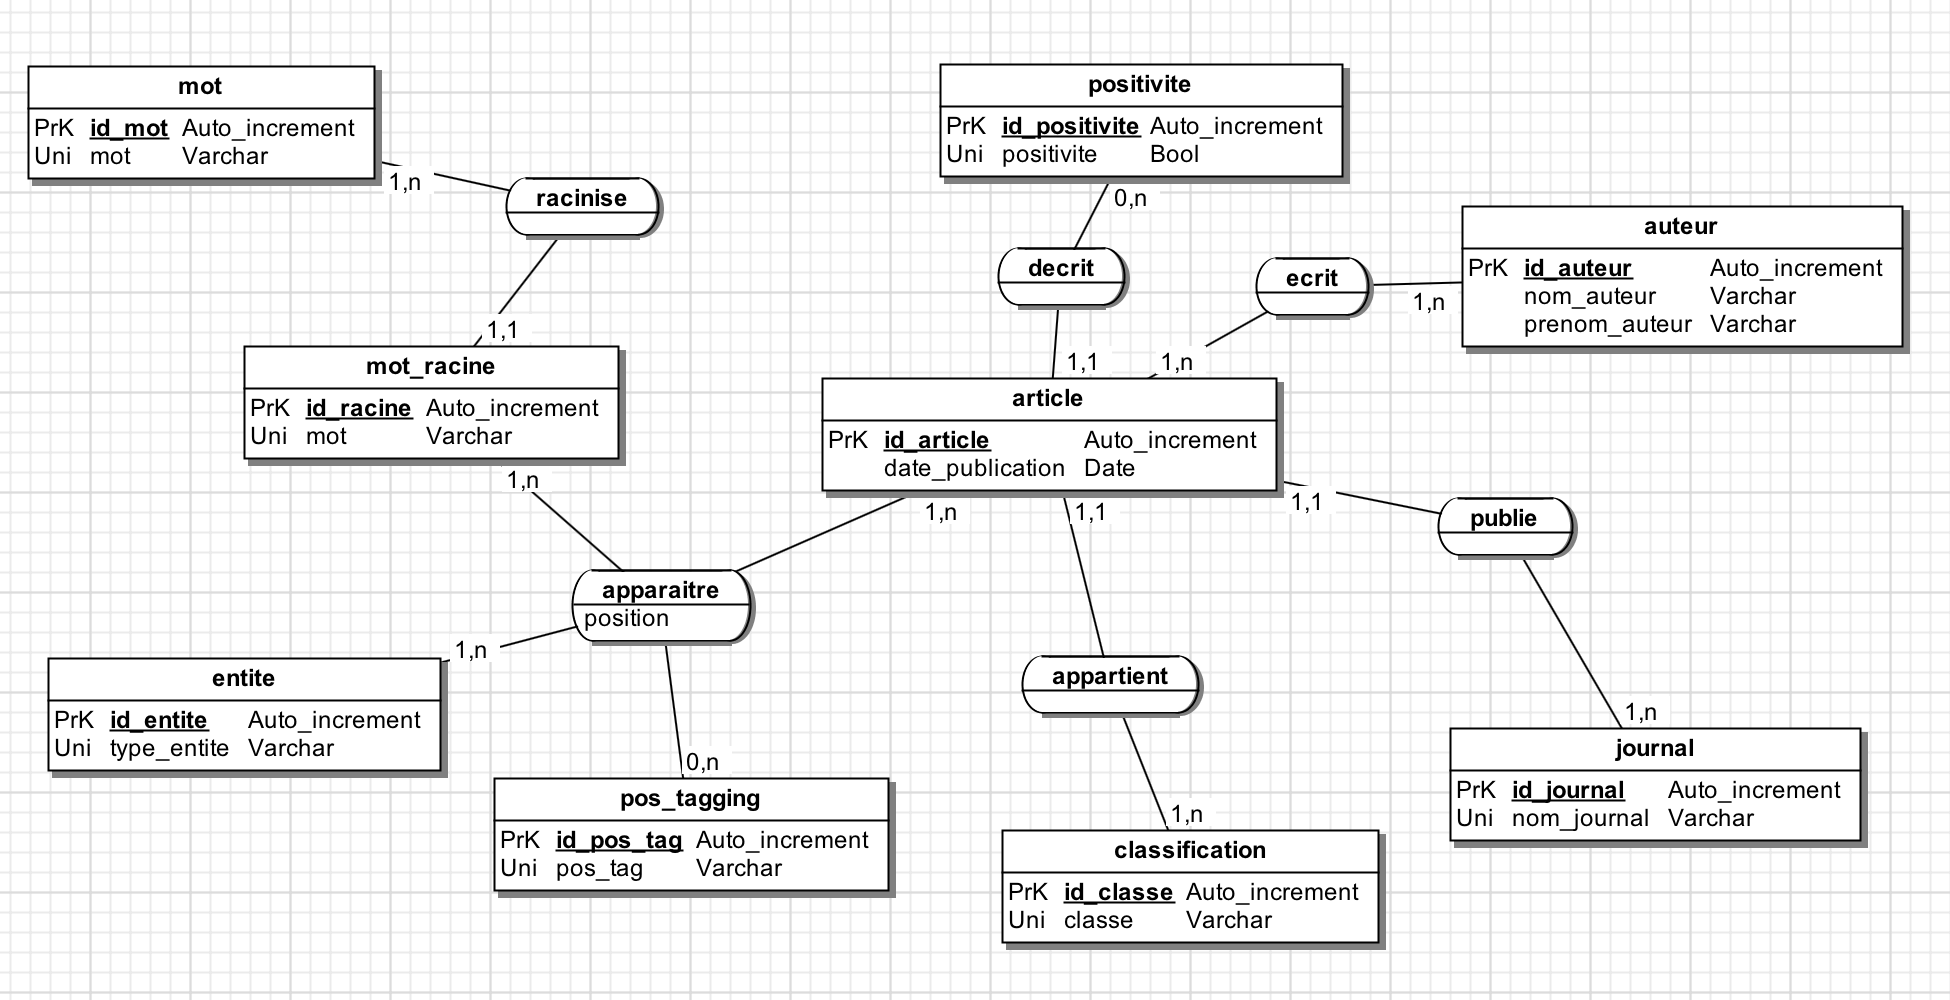 mot
PrK id_mot Auto_increment
Uni mot Varchar
1,n
racinise
1,1
mot_racine
PrK id_racine Auto_increment
Uni mot Varchar
1,n
positivite
PrK id_positivite Auto_increment
Uni positivite Bool
0,n
decrit
1,1
ecrit
1,n
1,n
auteur
PrK id_auteur Auto_increment
nom_auteur Varchar
prenom_auteur Varchar
article
PrK id_article Auto_increment
date_publication Date
1,n
1,1
1,1
publie
1,n
apparaitre
position
1,n
entite
PrK id_entite Auto_increment
Uni type_entite Varchar
0,n
pos_tagging
PrK id_pos_tag Auto_increment
Uni pos_tag Varchar
appartient
1,n
classification
PrK id_classe Auto_increment
Uni classe Varchar
journal
PrK id_journal Auto_increment
Uni nom_journal Varchar